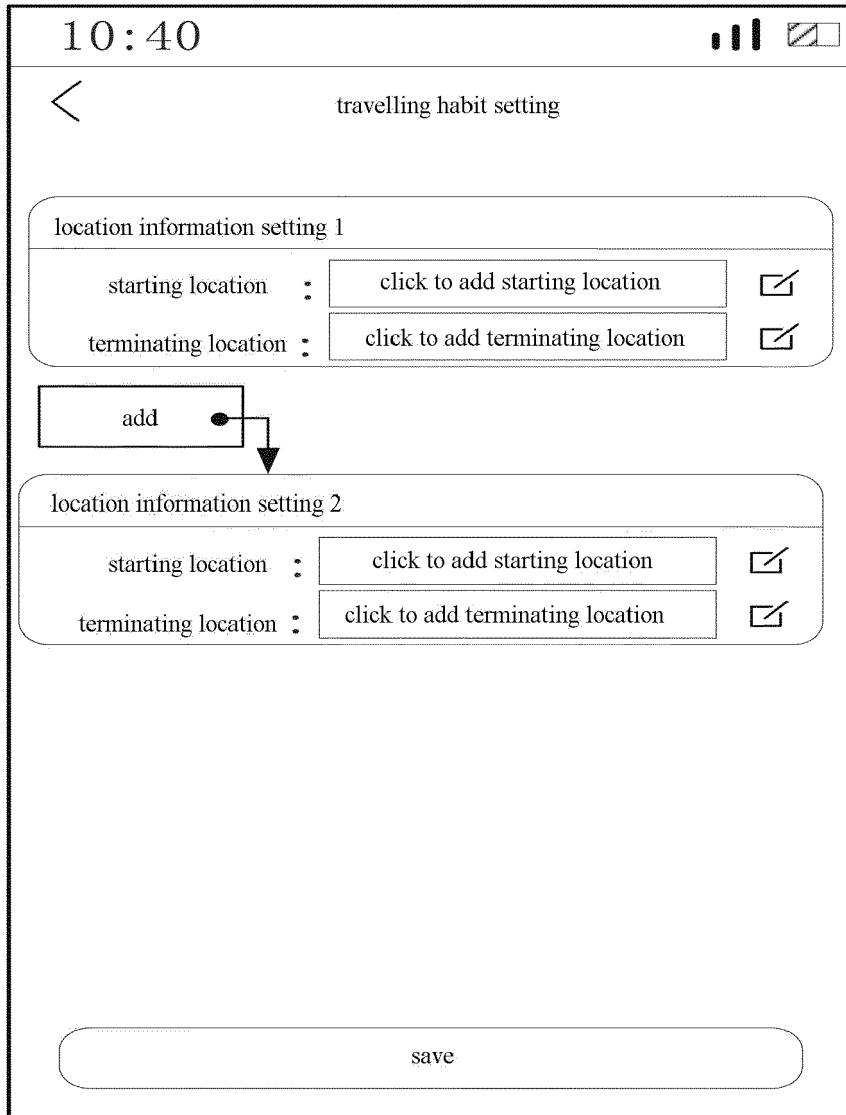 10:40
travelling habit setting
location information setting 1
starting location : click to add starting location
terminating location : click to add terminating location
add
location information setting 2
starting location : click to add starting location
terminating location : click to add terminating location
save